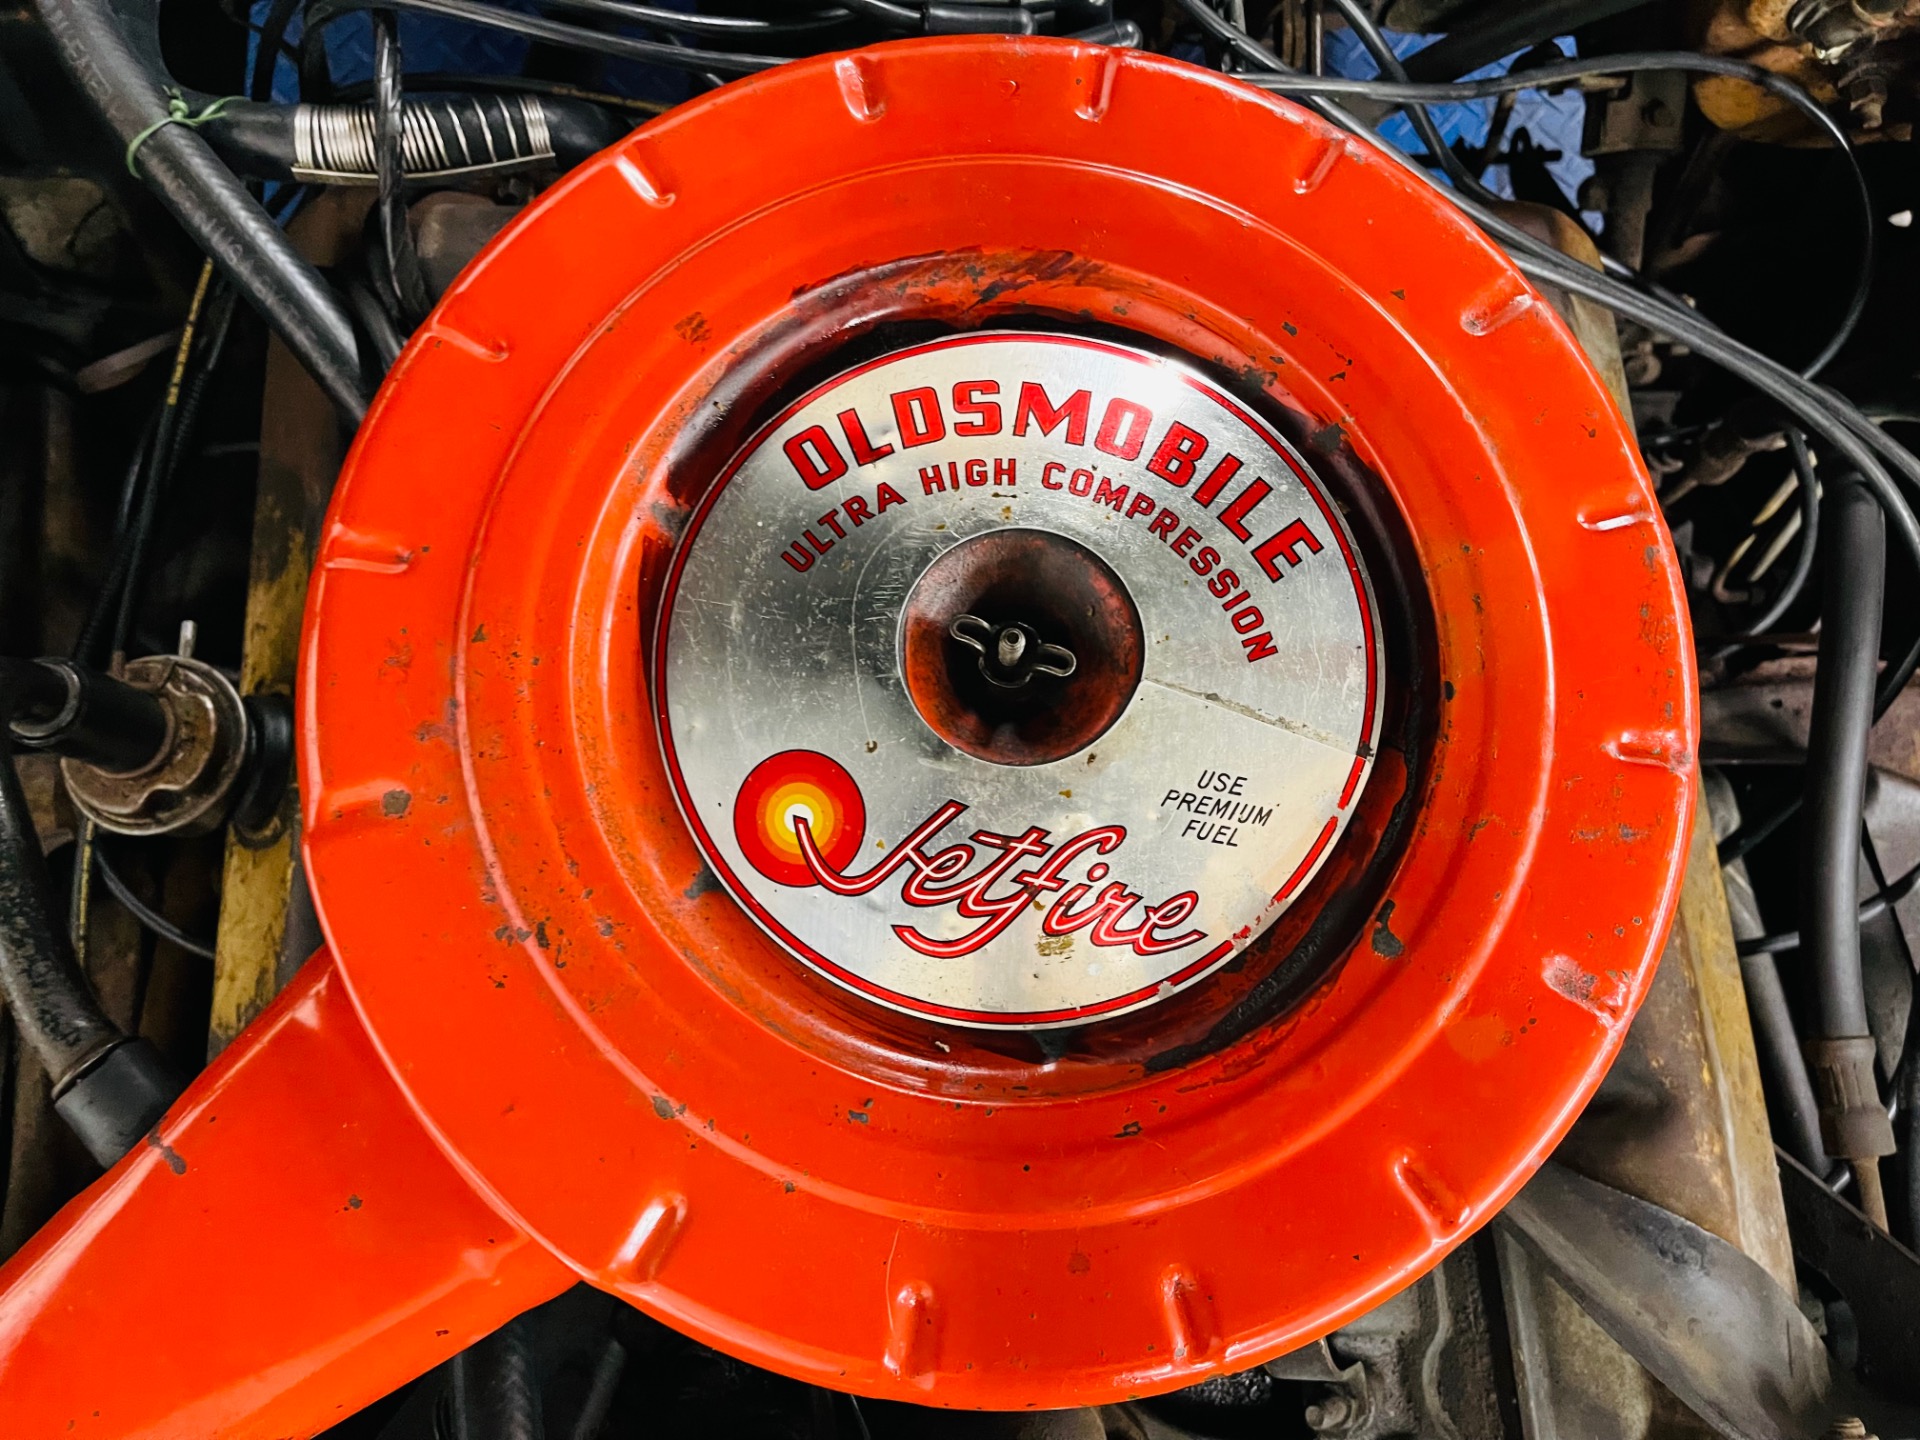 OLDSMOBILE
ULTRA HIGH COMPRESSION
USE
PREMIUM
FUEL
Jetfire